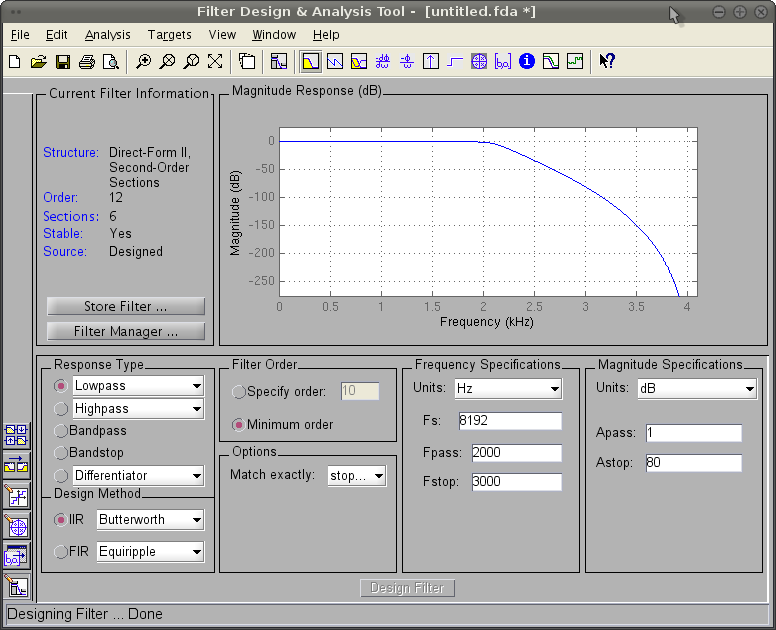 Filter Design & Analysis Tool - [untitled.fda *]
File Edit Analysis Targets View Window Help
Current Filter Information
Structure: Direct-Form II,
Second-Order
Sections
Order: 12
Sections: 6
Stable: Yes
Source: Designed
Store Filter ...
Filter Manager ...
Magnitude Response (dB)
Magnitude (dB)
0
-50
-100
-150
-200
-250
0 0.5 1 1.5 2 2.5 3 3.5 4
Frequency (kHz)
Response Type
Lowpass
Highpass
Bandpass
Bandstop
Differentiator
Design Method
IIR Butterworth
FIR Equiripple
Filter Order
Specify order: 10
Minimum order
Options
Match exactly: stop...
Frequency Specifications
Units: Hz
Fs: 8192
Fpass: 2000
Fstop: 3000
Magnitude Specifications
Units: dB
Apass: 1
Astop: 80
Design Filter
Designing Filter ... Done